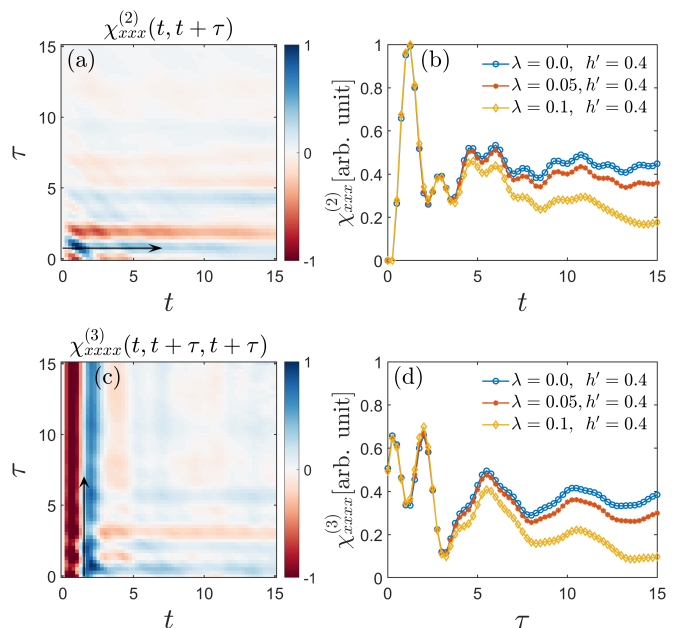 χ^{(2)}_{xxx}(t, t + τ)
(a)
15
10
5
0
τ
0 5 10 15
t
1
0
-1
(b)
λ = 0.0, h′ = 0.4
λ = 0.05, h′ = 0.4
λ = 0.1, h′ = 0.4
χ^{(2)}_{xxx}[arb. unit]
1
0.8
0.6
0.4
0.2
0
0 5 10 15
t
χ^{(3)}_{xxxx}(t, t + τ, t + τ)
(c)
15
10
5
0
τ
0 5 10 15
t
1
0
-1
(d)
λ = 0.0, h′ = 0.4
λ = 0.05, h′ = 0.4
λ = 0.1, h′ = 0.4
χ^{(3)}_{xxxx}[arb. unit]
1
0.8
0.6
0.4
0.2
0
0 5 10 15
τ